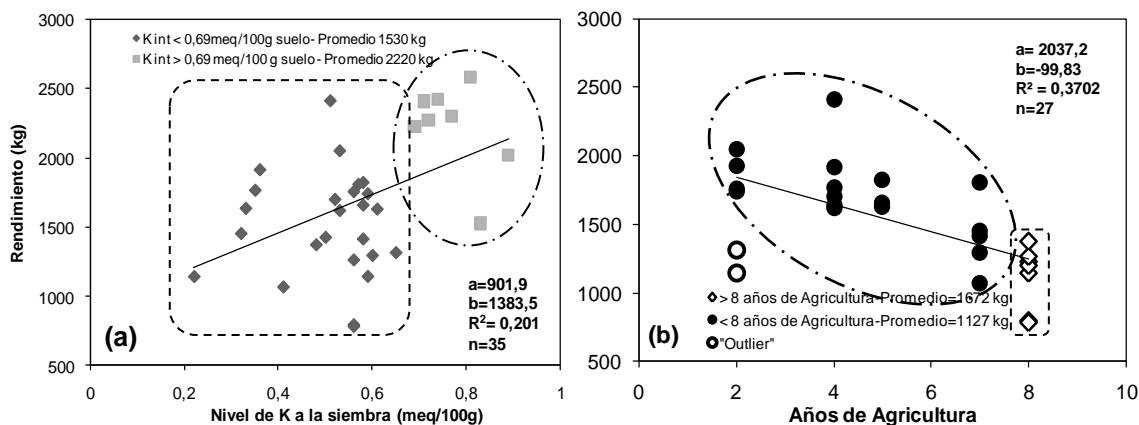 3000
2500
2000
1500
1000
500
Rendimiento (kg)
K int < 0,69meq/100g suelo- Promedio 1530 kg
K int > 0,69 meq/100 g suelo- Promedio 2220 kg
a=901,9
b=1383,5
R²= 0,201
n=35
(a)
0 0,2 0,4 0,6 0,8 1
Nivel de K a la siembra (meq/100g)
3000
2500
2000
1500
1000
500
a= 2037,2
b=-99,83
R² = 0,3702
n=27
> 8 años de Agricultura-Promedio=1672 kg
< 8 años de Agricultura-Promedio=1127 kg
"Outlier"
(b)
0 2 4 6 8 10
Años de Agricultura